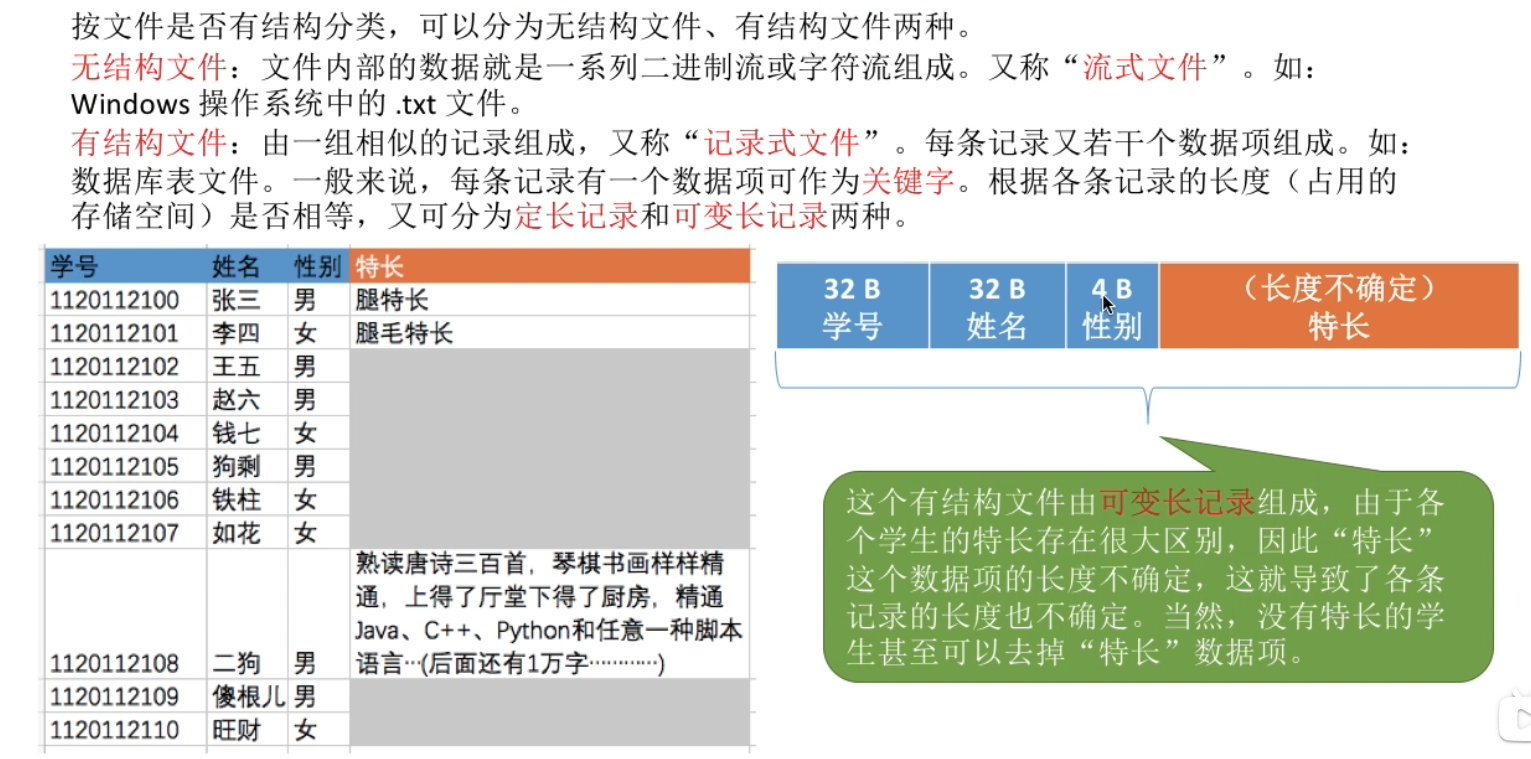 按文件是否有结构分类，可以分为无结构文件、有结构文件两种。
无结构文件：文件内部的数据就是一系列二进制流或字符流组成。又称“流式文件”。如：
Windows 操作系统中的 .txt 文件。
有结构文件：由一组相似的记录组成，又称“记录式文件”。每条记录又若干个数据项组成。如：
数据库表文件。一般来说，每条记录有一个数据项可作为关键字。根据各条记录的长度（占用的
存储空间）是否相等，又可分为定长记录和可变长记录两种。
学号 姓名 性别 特长
1120112100 张三 男 腿特长
1120112101 李四 女 腿毛特长
1120112102 王五 男
1120112103 赵六 男
1120112104 钱七 女
1120112105 狗剩 男
1120112106 铁柱 女
1120112107 如花 女
熟读唐诗三百首，琴棋书画样样精
通，上得了厅堂下得了厨房，精通
Java、C++、Python和任意一种脚本
1120112108 二狗 男 语言…(后面还有1万字…………)
1120112109 傻根儿 男
1120112110 旺财 女
32 B 32 B 4 B （长度不确定）
学号 姓名 性别 特长
这个有结构文件由可变长记录组成，由于各
个学生的特长存在很大区别，因此“特长”
这个数据项的长度不确定，这就导致了各条
记录的长度也不确定。当然，没有特长的学
生甚至可以去掉“特长”数据项。